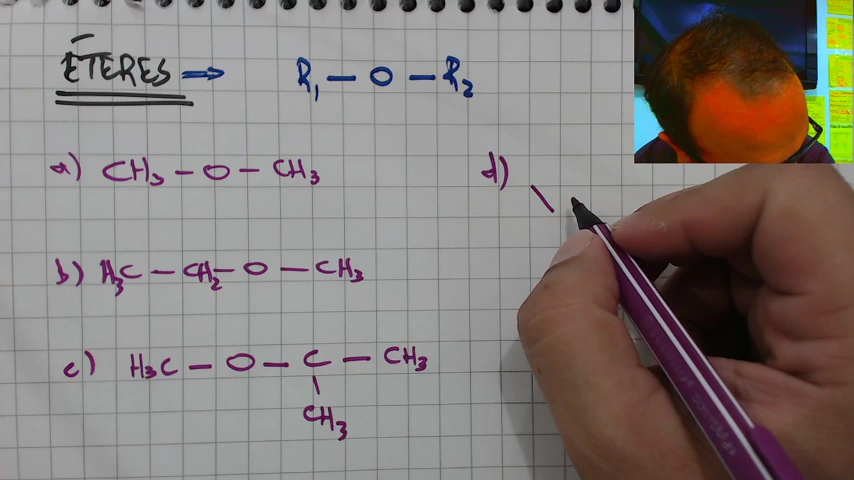 ÉTERES ⇒ R₁ — O — R₂
a) CH₃ — O — CH₃
d)
b) H₃C — CH₂ — O — CH₃
c) H₃C — O — C — CH₃
CH₃